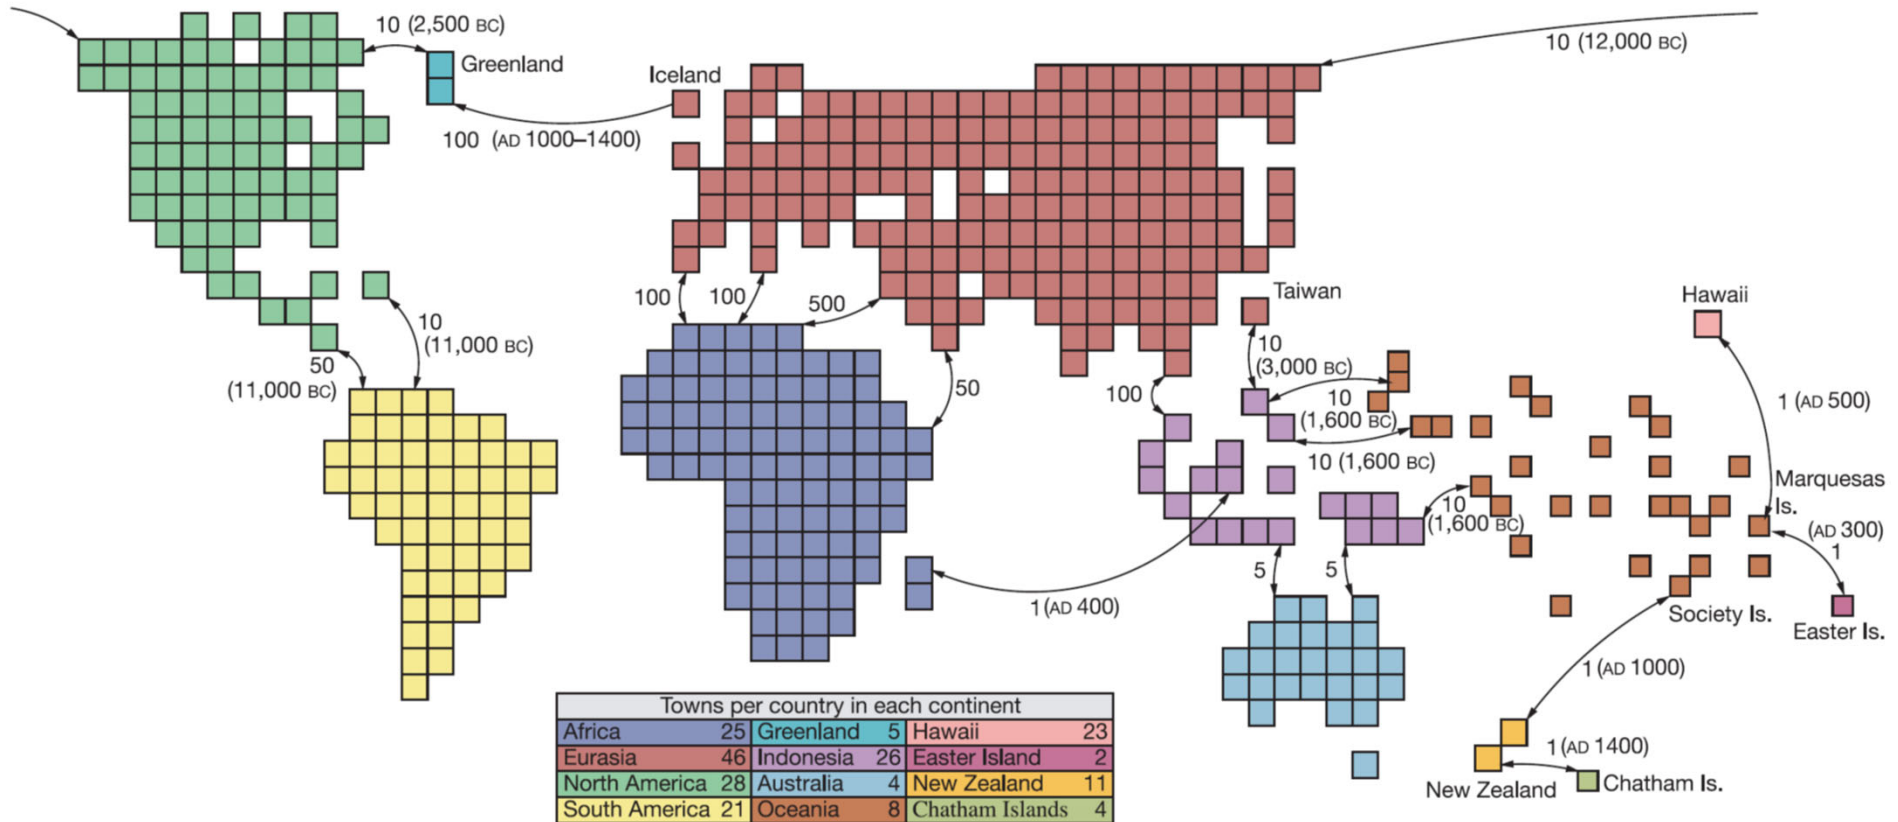 10 (2,500 BC)
Greenland
Iceland
10 (12,000 BC)
100 (AD 1000–1400)
100
100
500
Taiwan
Hawaii
10
(11,000 BC)
50
(11,000 BC)
10
(3,000 BC)
50
100
10
(1,600 BC)
1 (AD 500)
10 (1,600 BC)
Marquesas
Is.
10
(1,600 BC)
(AD 300)
1
5
5
1 (AD 400)
Society Is.
Easter Is.
1 (AD 1000)
1 (AD 1400)
New Zealand
Chatham Is.
Towns per country in each continent
Africa 25 Greenland 5 Hawaii 23
Eurasia 46 Indonesia 26 Easter Island 2
North America 28 Australia 4 New Zealand 11
South America 21 Oceania 8 Chatham Islands 4